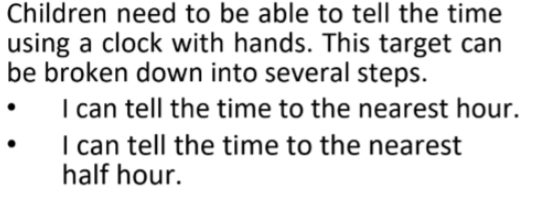 Children need to be able to tell the time
using a clock with hands. This target can
be broken down into several steps.
• I can tell the time to the nearest hour.
• I can tell the time to the nearest
half hour.